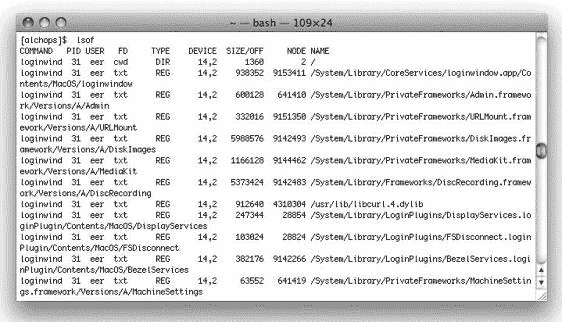 ~ — bash — 109×24
[alchops]$ lsof
COMMAND PID USER FD TYPE DEVICE SIZE/OFF NODE NAME
loginwind 31 eer cwd DIR 14,2 1360 2 /
loginwind 31 eer txt REG 14,2 938352 9153411 /System/Library/CoreServices/loginwindow.app/Co
ntents/MacOS/loginwindow
loginwind 31 eer txt REG 14,2 600128 641410 /System/Library/PrivateFrameworks/Admin.framewo
rk/Versions/A/Admin
loginwind 31 eer txt REG 14,2 332016 9151350 /System/Library/PrivateFrameworks/URLMount.fram
ework/Versions/A/URLMount
loginwind 31 eer txt REG 14,2 5988576 9142493 /System/Library/PrivateFrameworks/DiskImages.fr
amework/Versions/A/DiskImages
loginwind 31 eer txt REG 14,2 1166128 9144462 /System/Library/PrivateFrameworks/MediaKit.fram
ework/Versions/A/MediaKit
loginwind 31 eer txt REG 14,2 5373424 9142483 /System/Library/Frameworks/DiscRecording.framew
ork/Versions/A/DiscRecording
loginwind 31 eer txt REG 14,2 912640 4310304 /usr/lib/libcurl.4.dylib
loginwind 31 eer txt REG 14,2 247344 28854 /System/Library/LoginPlugins/DisplayServices.lo
ginPlugin/Contents/MacOS/DisplayServices
loginwind 31 eer txt REG 14,2 103024 28824 /System/Library/LoginPlugins/FSDisconnect.login
Plugin/Contents/MacOS/FSDisconnect
loginwind 31 eer txt REG 14,2 382176 9142266 /System/Library/LoginPlugins/BezelServices.logi
nPlugin/Contents/MacOS/BezelServices
loginwind 31 eer txt REG 14,2 63552 641419 /System/Library/PrivateFrameworks/MachineSettin
gs.framework/Versions/A/MachineSettings